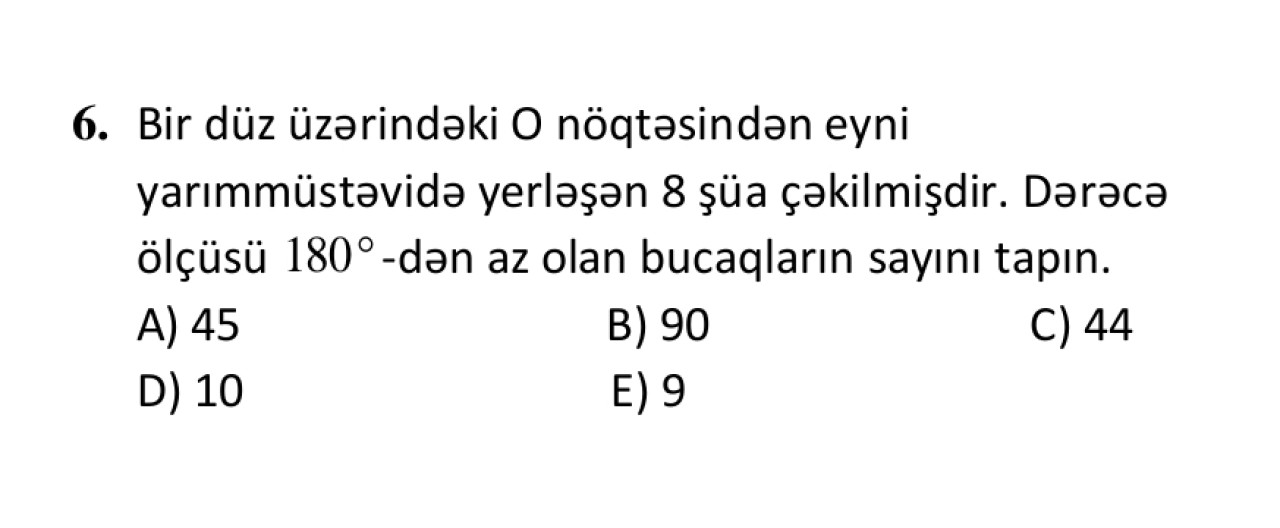 6. Bir düz üzərindəki O nöqtəsindən eyni
yarımmüstəvidə yerləşən 8 şüa çəkilmişdir. Dərəcə
ölçüsü 180°-dən az olan bucaqların sayını tapın.
A) 45 B) 90 C) 44
D) 10 E) 9